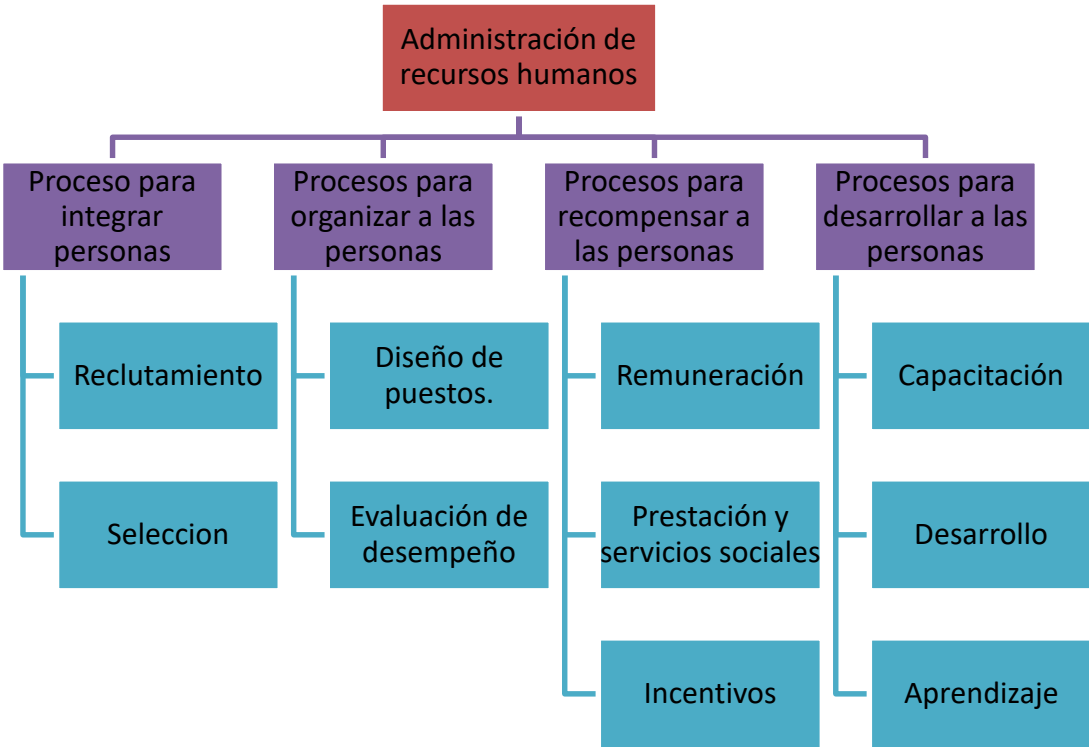 Administración de
recursos humanos
Proceso para
integrar
personas
Procesos para
organizar a las
personas
Procesos para
recompensar a
las personas
Procesos para
desarrollar a las
personas
Reclutamiento
Seleccion
Diseño de
puestos.
Evaluación de
desempeño
Remuneración
Prestación y
servicios sociales
Incentivos
Capacitación
Desarrollo
Aprendizaje